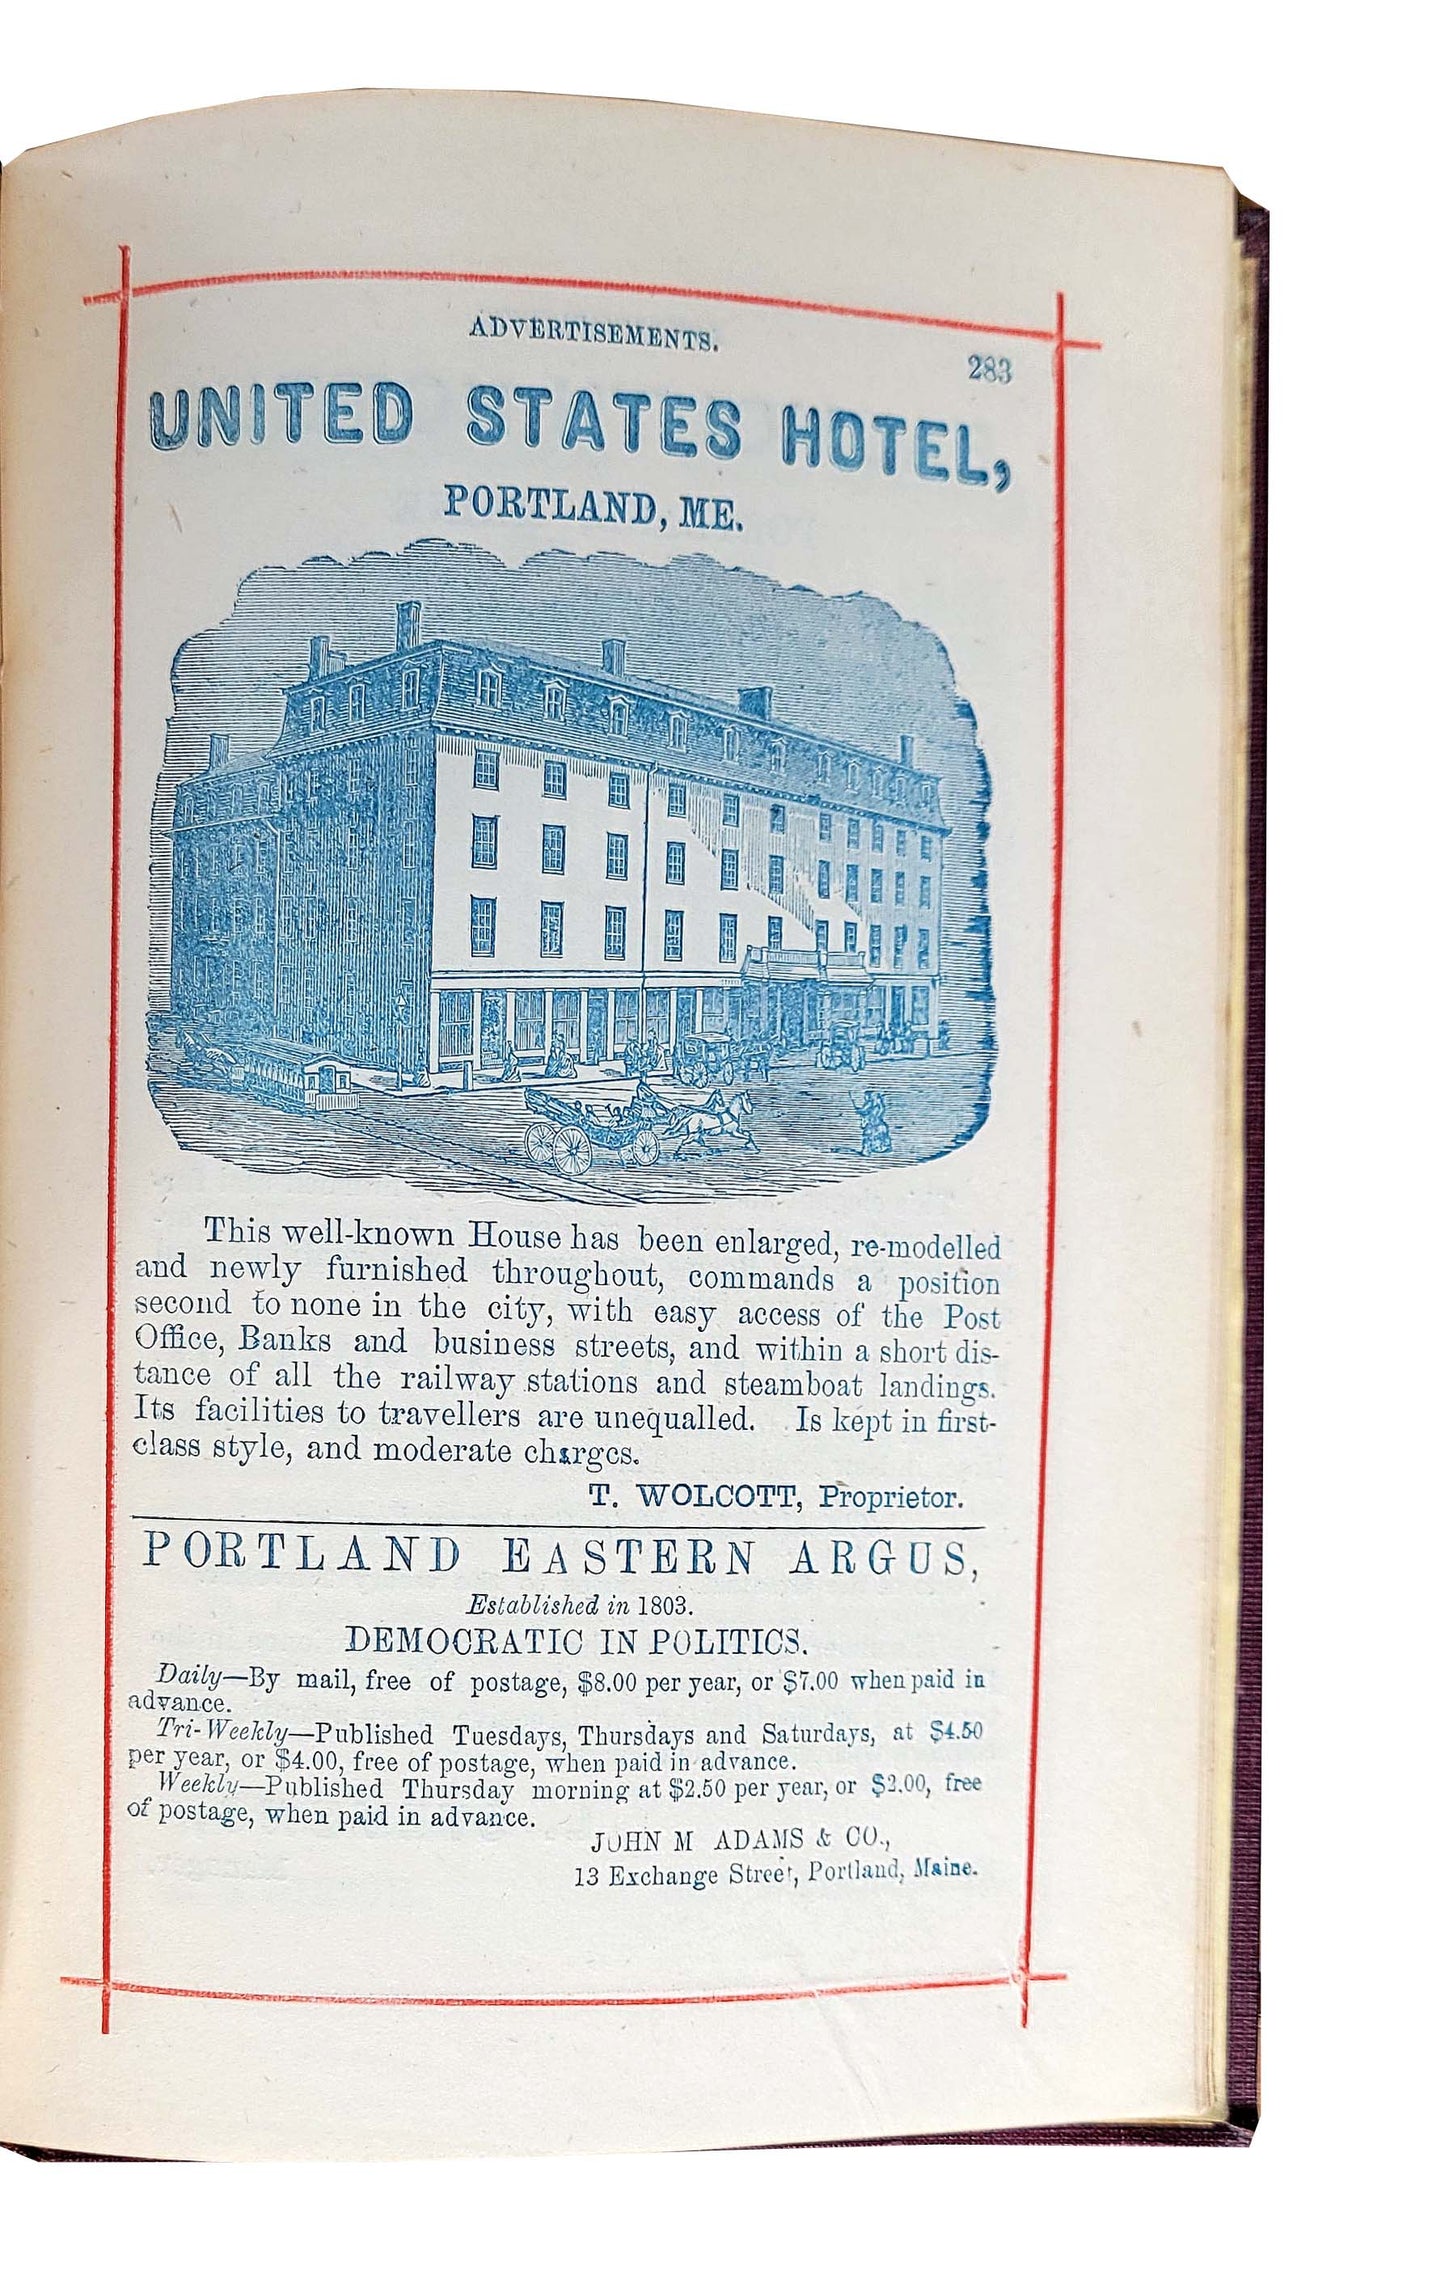 ADVERTISEMENTS.
283
UNITED STATES HOTEL,
PORTLAND, ME.
This well-known House has been enlarged, re-modelled
and newly furnished throughout, commands a position
second to none in the city, with easy access of the Post
Office, Banks and business streets, and within a short dis-
tance of all the railway stations and steamboat landings.
Its facilities to travellers are unequalled. Is kept in first-
class style, and moderate charges.
T. WOLCOTT, Proprietor.
PORTLAND EASTERN ARGUS,
Established in 1803.
DEMOCRATIC IN POLITICS.
Daily—By mail, free of postage, $8.00 per year, or $7.00 when paid in
advance.
Tri-Weekly—Published Tuesdays, Thursdays and Saturdays, at $4.50
per year, or $4.00, free of postage, when paid in advance.
Weekly—Published Thursday morning at $2.50 per year, or $2.00, free
of postage, when paid in advance.
JOHN M ADAMS & CO.,
13 Exchange Street, Portland, Maine.